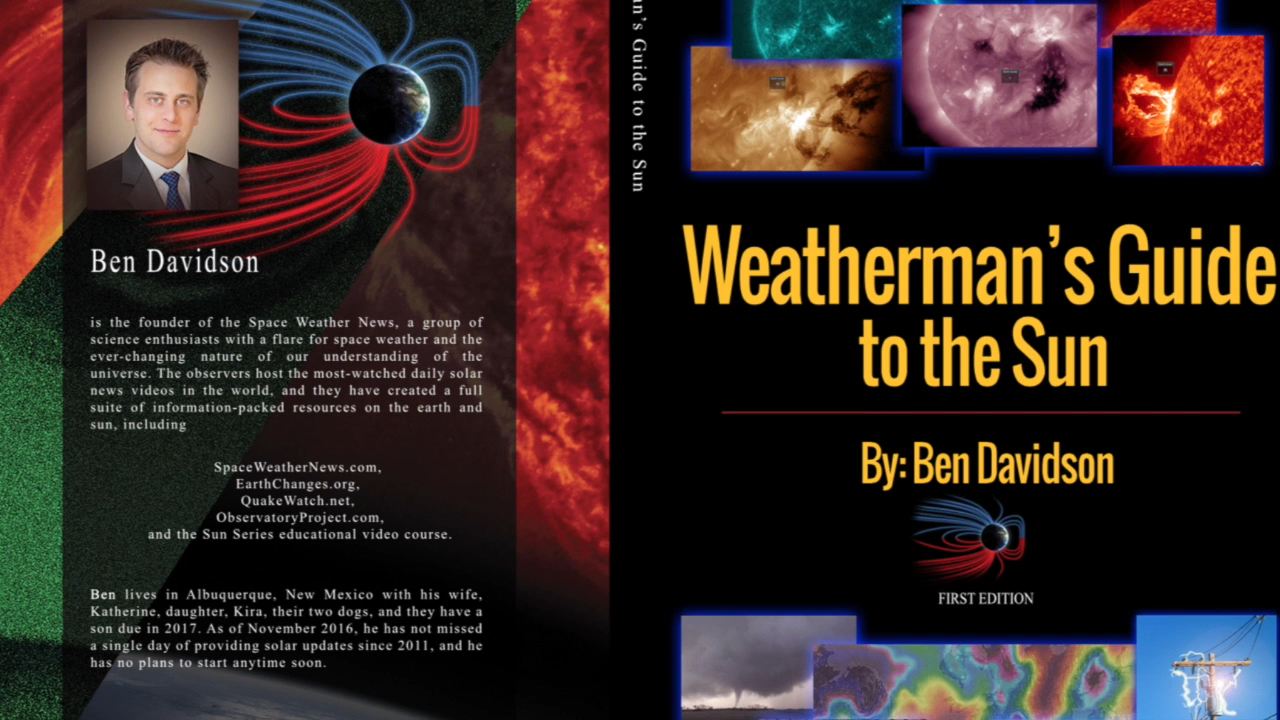 Ben Davidson
is the founder of the Space Weather News, a group of
science enthusiasts with a flare for space weather and the
ever-changing nature of our understanding of the
universe. The observers host the most-watched daily solar
news videos in the world, and they have created a full
suite of information-packed resources on the earth and
sun, including
SpaceWeatherNews.com,
EarthChanges.org,
QuakeWatch.net,
ObservatoryProject.com,
and the Sun Series educational video course.
Ben lives in Albuquerque, New Mexico with his wife,
Katherine, daughter, Kira, their two dogs, and they have a
son due in 2017. As of November 2016, he has not missed
a single day of providing solar updates since 2011, and he
has no plans to start anytime soon.
an's Guide to the Sun
Weatherman's Guide
to the Sun
By: Ben Davidson
FIRST EDITION